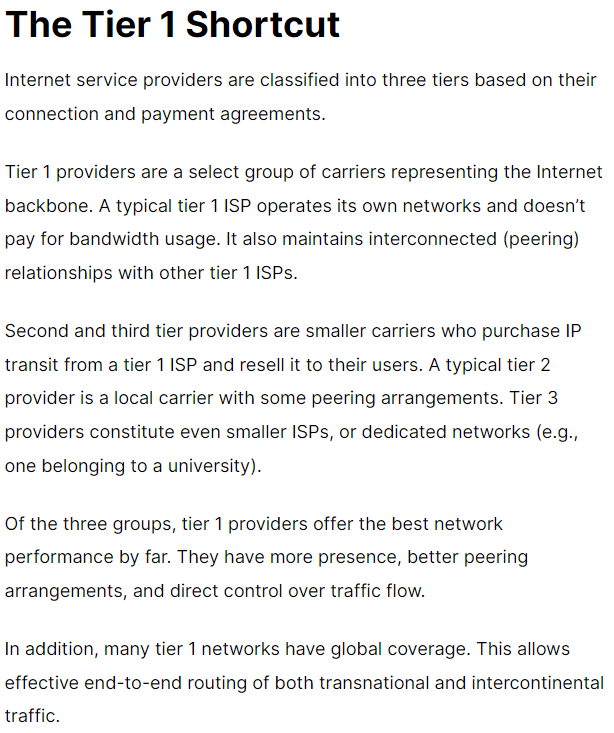 The Tier 1 Shortcut
Internet service providers are classified into three tiers based on their
connection and payment agreements.
Tier 1 providers are a select group of carriers representing the Internet
backbone. A typical tier 1 ISP operates its own networks and doesn’t
pay for bandwidth usage. It also maintains interconnected (peering)
relationships with other tier 1 ISPs.
Second and third tier providers are smaller carriers who purchase IP
transit from a tier 1 ISP and resell it to their users. A typical tier 2
provider is a local carrier with some peering arrangements. Tier 3
providers constitute even smaller ISPs, or dedicated networks (e.g.,
one belonging to a university).
Of the three groups, tier 1 providers offer the best network
performance by far. They have more presence, better peering
arrangements, and direct control over traffic flow.
In addition, many tier 1 networks have global coverage. This allows
effective end-to-end routing of both transnational and intercontinental
traffic.